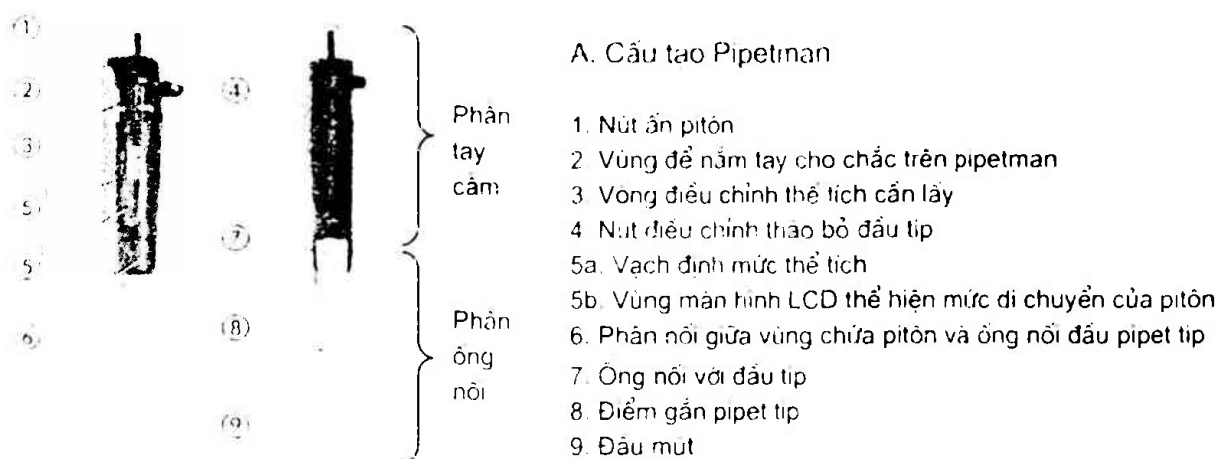 (1)
(2)
(3)
5)
5
6
(4)
(7)
(8)
(9)
Phần
tay
cầm
Phần
ống
nối
A. Cấu tao Pipetman
1. Nút ấn pitôn
2. Vùng để nắm tay cho chắc trên pipetman
3. Vòng điều chỉnh thể tích cần lấy
4. Nút điều chỉnh tháo bỏ đầu tip
5a. Vạch định mức thể tích
5b. Vùng màn hình LCD thể hiện mức di chuyển của pitôn
6. Phần nối giữa vùng chứa pitôn và ống nối đầu pipet tip
7. Ống nối với đầu tip
8. Điểm gắn pipet tip
9. Đầu mút